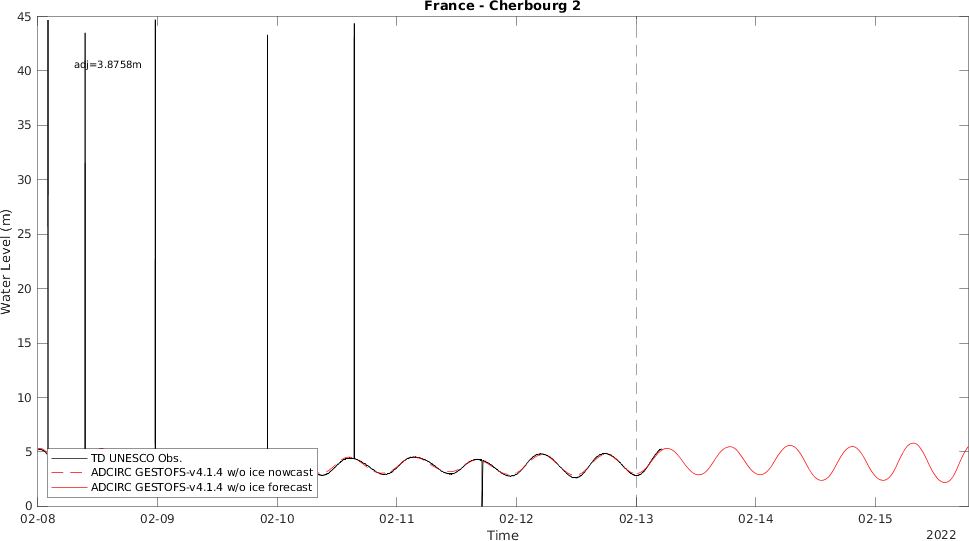 France - Cherbourg 2
45
40
35
30
25
20
15
10
5
0
Water Level (m)
adj=3.8758m
TD UNESCO Obs.
ADCIRC GESTOFS-v4.1.4 w/o ice nowcast
ADCIRC GESTOFS-v4.1.4 w/o ice forecast
02-08 02-09 02-10 02-11 02-12 02-13 02-14 02-15
Time
2022